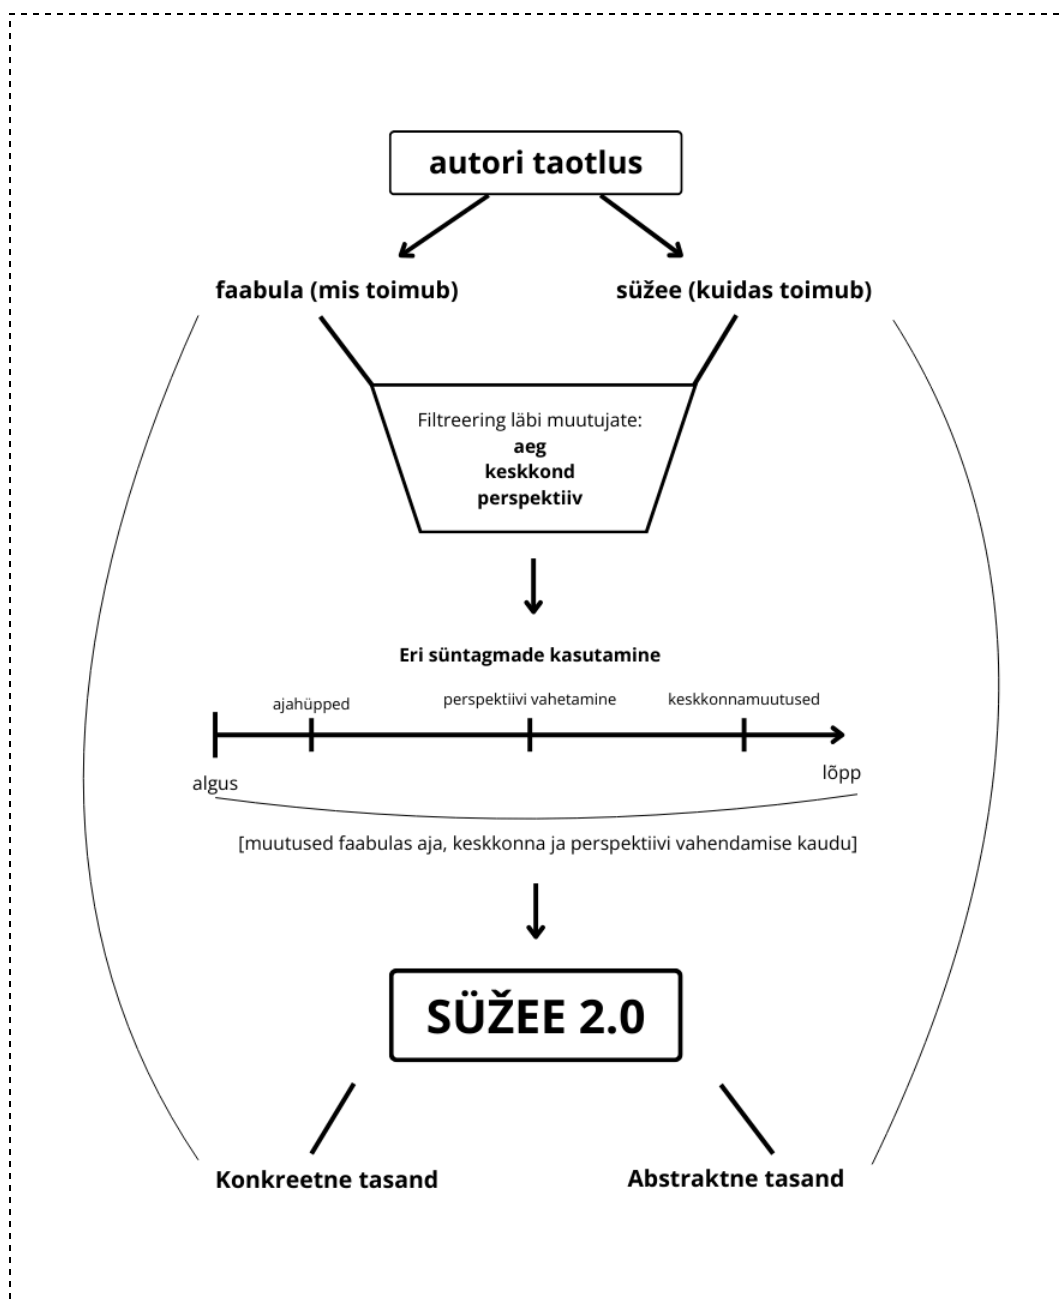 autori taotlus
faabula (mis toimub)
süžee (kuidas toimub)
Filtreering läbi muutujate:
aeg
keskkond
perspektiiv
Eri süntagmade kasutamine
ajahüpped
perspektiivi vahetamine
keskkonnamuutused
algus
lõpp
[muutused faabulas aja, keskkonna ja perspektiivi vahendamise kaudu]
SÜŽEE 2.0
Konkreetne tasand
Abstraktne tasand